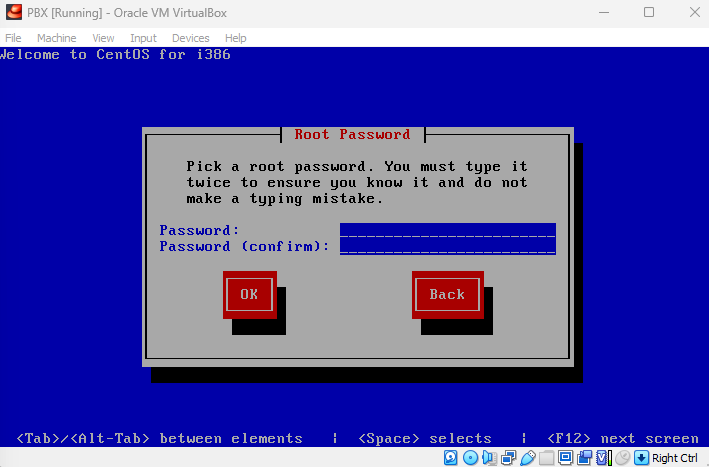 PBX [Running] - Oracle VM VirtualBox
File Machine View Input Devices Help
Welcome to CentOS for i386
Root Password
Pick a root password. You must type it
twice to ensure you know it and do not
make a typing mistake.
Password: ________________________
Password (confirm): ________________________
OK Back
<Tab>/<Alt-Tab> between elements | <Space> selects | <F12> next screen
Right Ctrl